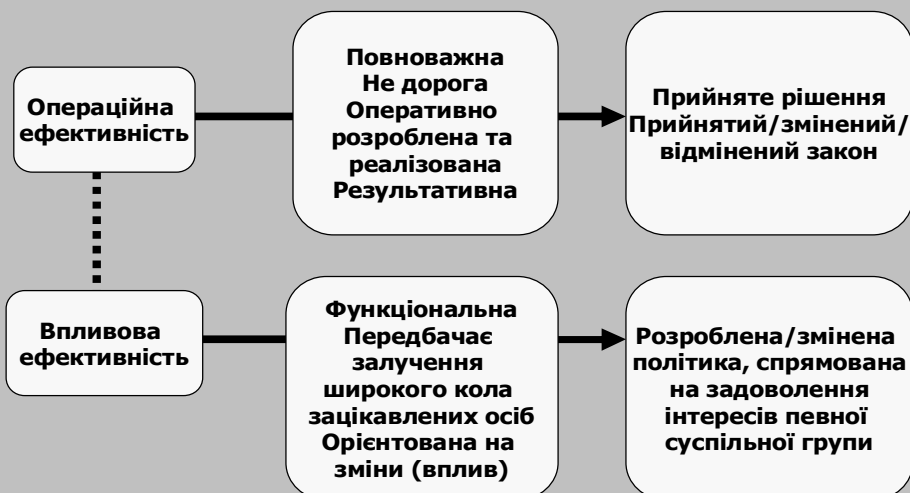 Операційна
ефективність
Повноважна
Не дорога
Оперативно
розроблена та
реалізована
Результативна
Прийняте рішення
Прийнятий/змінений/
відмінений закон
Впливова
ефективність
Функціональна
Передбачає
залучення
широкого кола
зацікавлених осіб
Орієнтована на
зміни (вплив)
Розроблена/змінена
політика, спрямована
на задоволення
інтересів певної
суспільної групи